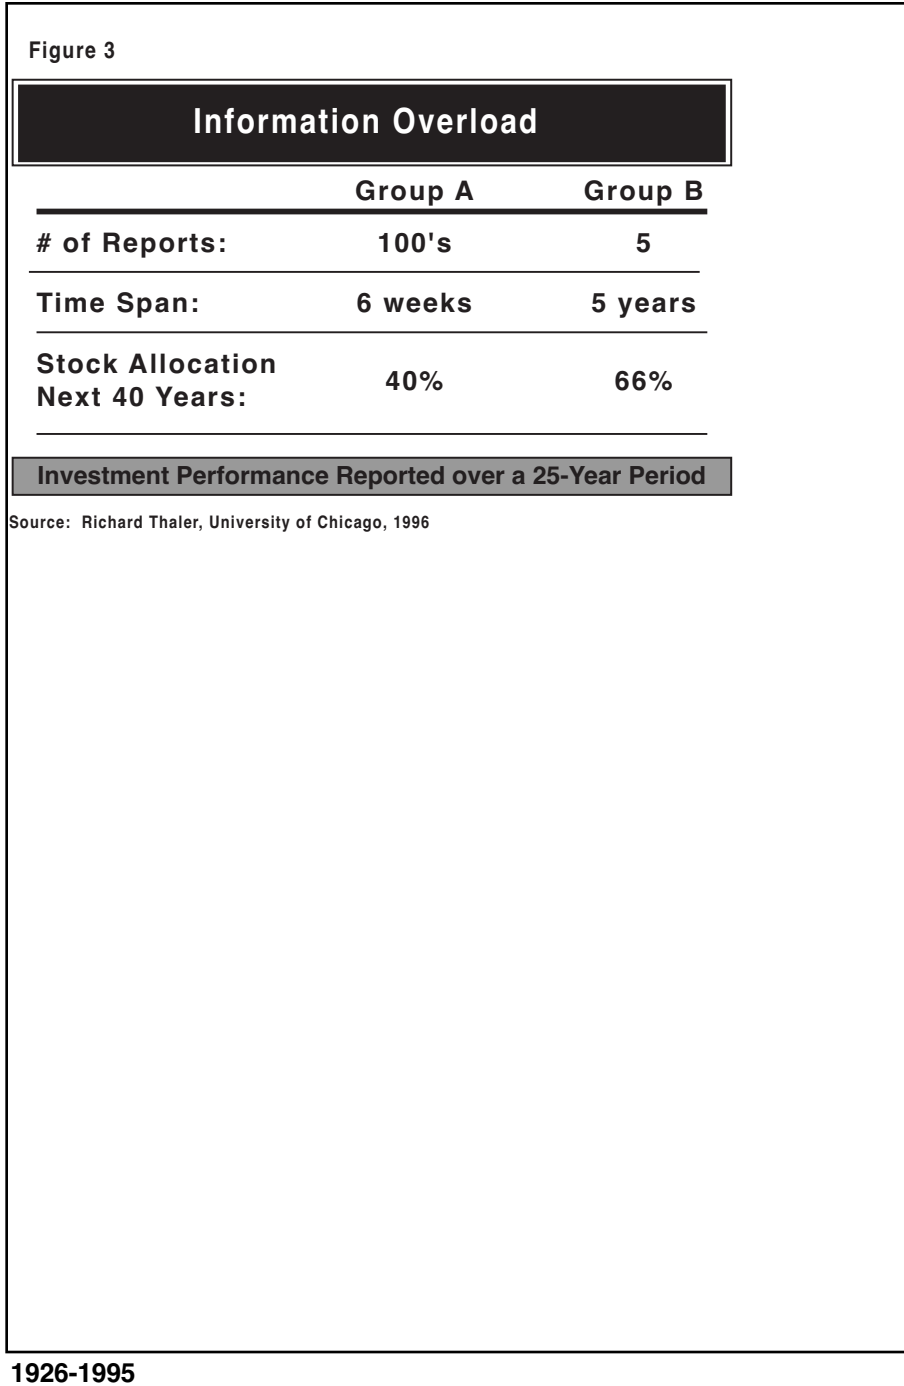 Figure 3
Information Overload
Group A Group B
# of Reports: 100's 5
Time Span: 6 weeks 5 years
Stock Allocation
Next 40 Years: 40% 66%
Investment Performance Reported over a 25-Year Period
Source: Richard Thaler, University of Chicago, 1996
1926-1995